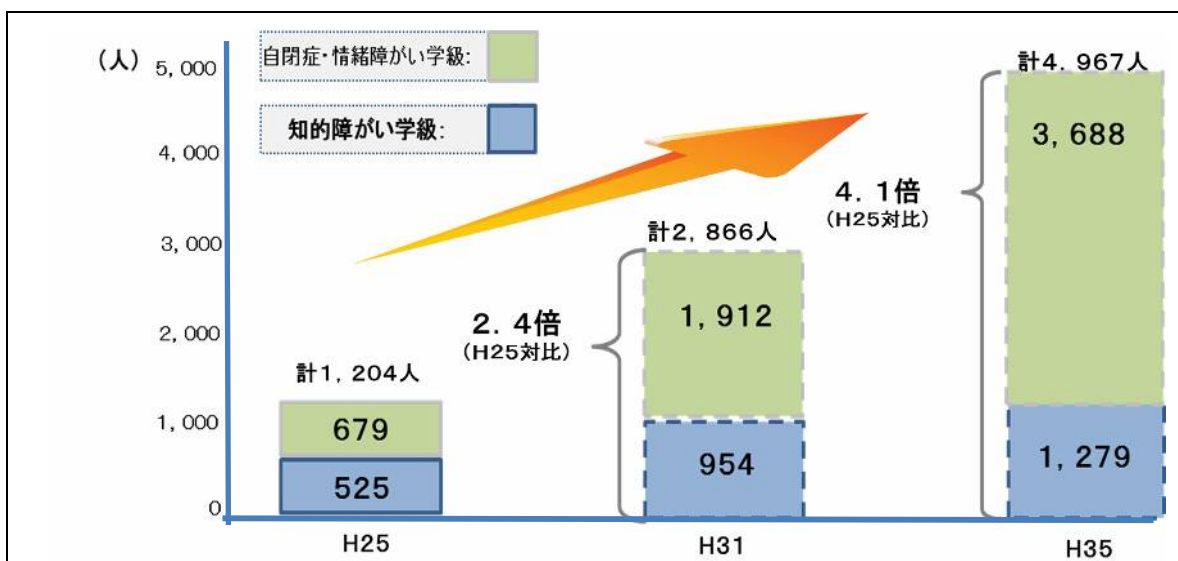 （人）
自閉症・情緒障がい学級：
知的障がい学級：
5，000
4，000
3，000
2，000
1，000
0
計1，204人
679
525
H25
2．4倍
（H25対比）
計2，866人
1，912
954
H31
4．1倍
（H25対比）
計4．967人
3，688
1，279
H35